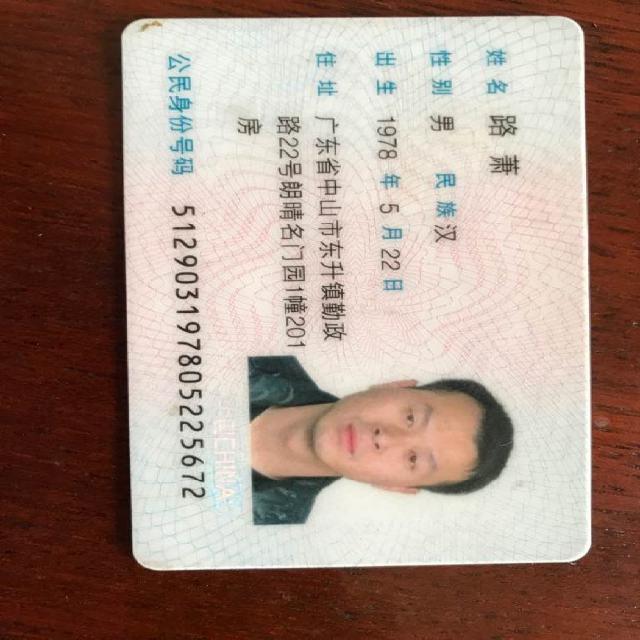 姓名 路萧
性别 男 民族 汉
出生 1978 年 5 月 22 日
住址 广东省中山市东升镇勤政
路22号朗晴名门园1幢201
房
公民身份号码 512903197805225672
CHINA